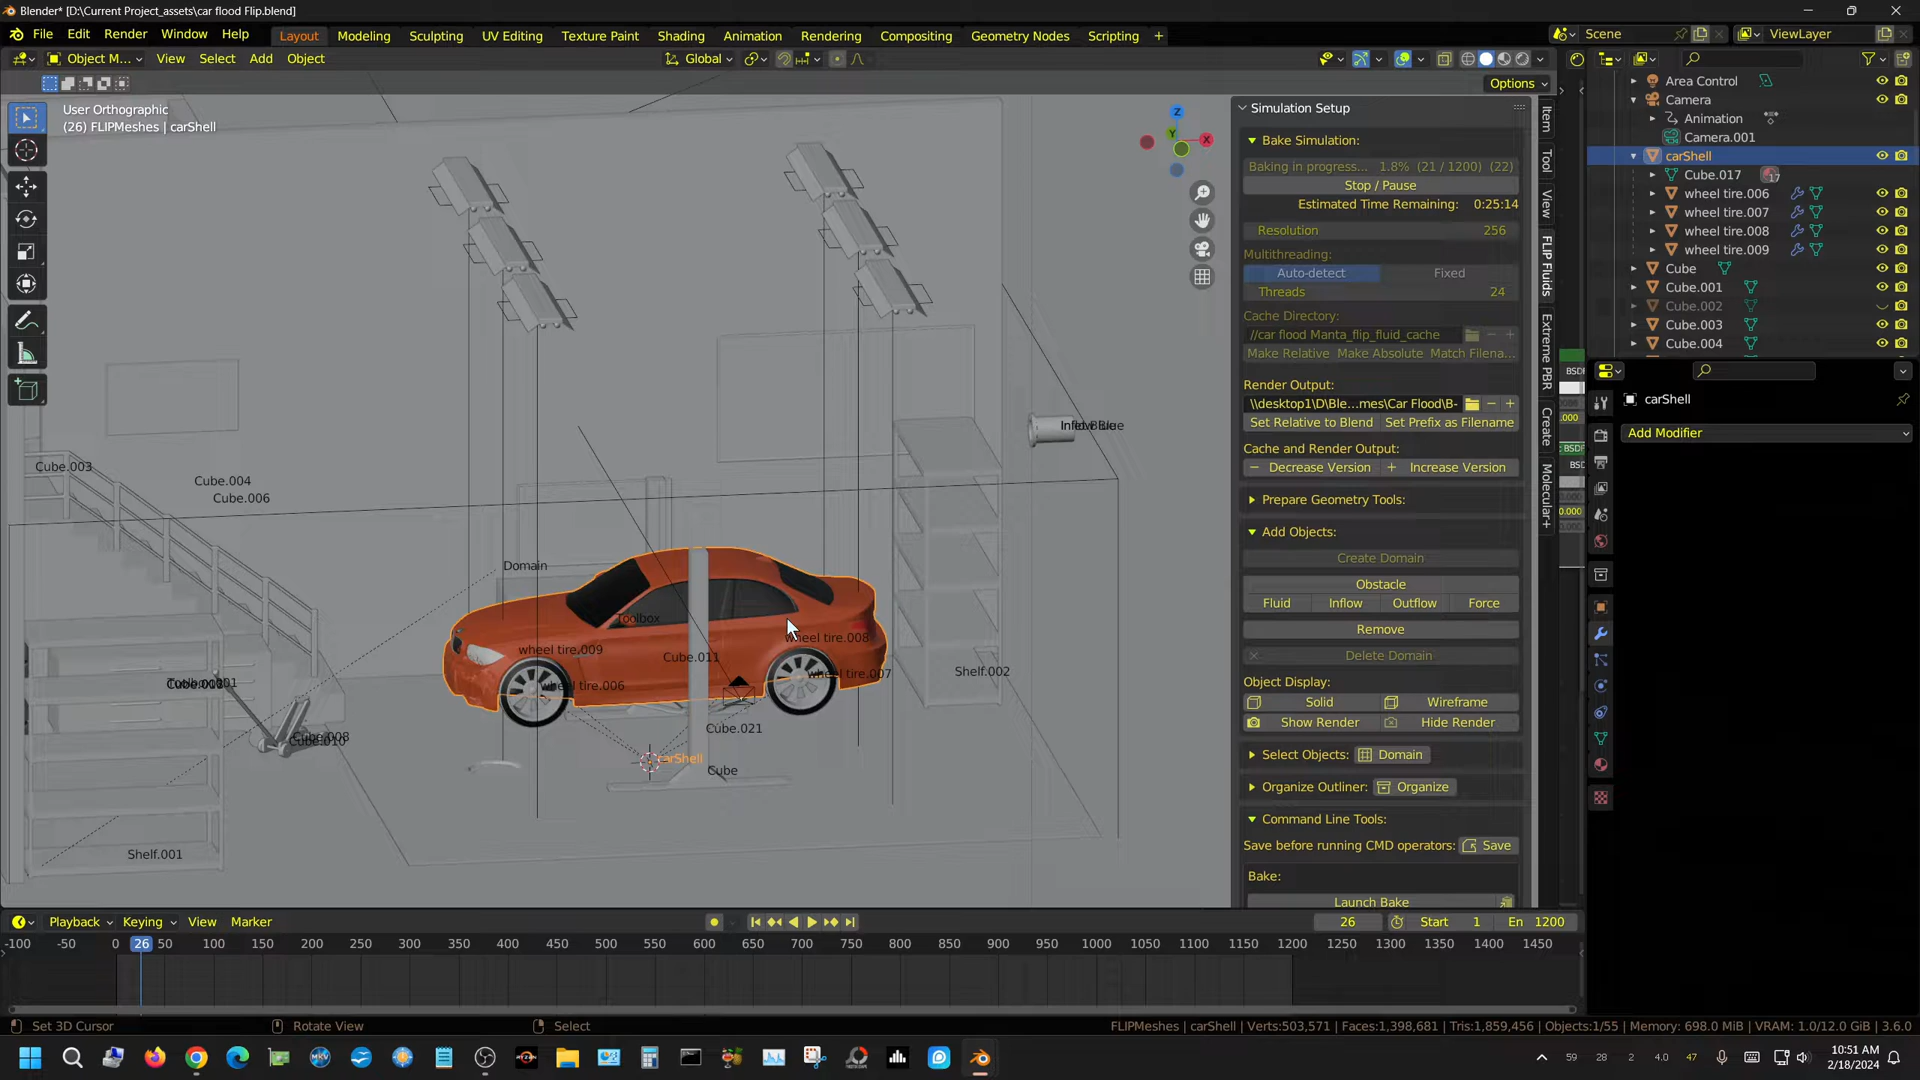 Blender* [D:\Current Project_assets\car flood Flip.blend]
File Edit Render Window Help
Layout Modeling Sculpting UV Editing Texture Paint Shading Animation Rendering Compositing Geometry Nodes Scripting +
Scene ViewLayer
Object M... View Select Add Object
Global
Options
User Orthographic
(26) FLIPMeshes | carShell
Z
Y
X
Cube.003
Cube.004
Cube.006
Domain
Toolbox
wheel tire.009
wheel tire.008
Cube.011
wheel tire.006
wheel tire.007
Shelf.002
Cube.021
carShell
Cube
Cube.008
Cube.010
Shelf.001
Simulation Setup
Bake Simulation:
Baking in progress... 1.8% (21 / 1200) (22)
Stop / Pause
Estimated Time Remaining: 0:25:14
Resolution 256
Multithreading:
Auto-detect Fixed
Threads 24
Cache Directory:
//car flood Manta_flip_fluid_cache
Make Relative Make Absolute Match Filena...
Render Output:
\\desktop1\D\Ble...mes\Car Flood\B-
Set Relative to Blend Set Prefix as Filename
Cache and Render Output:
Decrease Version Increase Version
Prepare Geometry Tools:
Add Objects:
Create Domain
Obstacle
Fluid Inflow Outflow Force
Remove
Delete Domain
Object Display:
Solid Wireframe
Show Render Hide Render
Select Objects: Domain
Organize Outliner: Organize
Command Line Tools:
Save before running CMD operators: Save
Bake:
Launch Bake
Item
Tool
View
FLIP Fluids
Extreme PBR
Create
Molecular+
Area Control
Camera
Animation
Camera.001
carShell
Cube.017 17
wheel tire.006
wheel tire.007
wheel tire.008
wheel tire.009
Cube
Cube.001
Cube.002
Cube.003
Cube.004
carShell
Add Modifier
Playback Keying View Marker
26 Start 1 En 1200
-100 -50 0 26 50 100 150 200 250 300 350 400 450 500 550 600 650 700 750 800 850 900 950 1000 1050 1100 1150 1200 1250 1300 1350 1400 1450
Set 3D Cursor Rotate View Select
FLIPMeshes | carShell | Verts:503,571 | Faces:1,398,681 | Tris:1,859,456 | Objects:1/55 | Memory: 698.0 MiB | VRAM: 1.0/12.0 GiB | 3.6.0
59 28 2 4.0 47
10:51 AM
2/18/2024